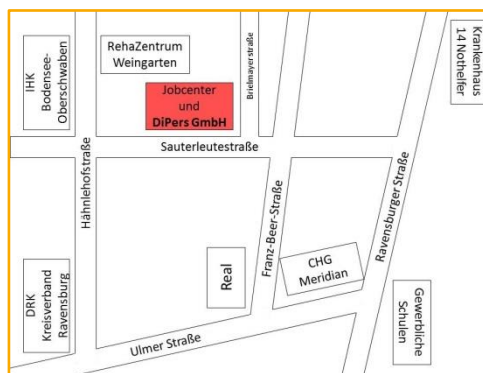 IHK
Bodensee-
Oberschwaben
RehaZentrum
Weingarten
Jobcenter
und
DiPers GmbH
Brielmayerstraße
Krankenhaus
14 Nothelfer
Sauterleutestraße
Hähnlehofstraße
Franz-Beer-Straße
Ravensburger Straße
DRK
Kreisverband
Ravensburg
Real
CHG
Meridian
Gewerbliche
Schulen
Ulmer Straße